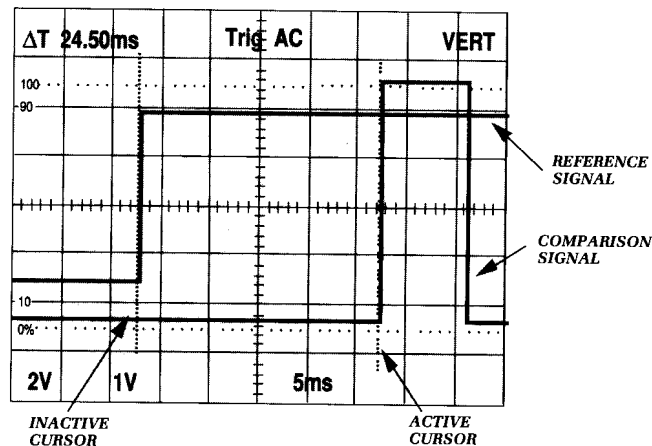 ΔT 24.50ms Trig AC VERT
100
90
REFERENCE
SIGNAL
COMPARISON
SIGNAL
10
0%
2V 1V 5ms
INACTIVE
CURSOR
ACTIVE
CURSOR